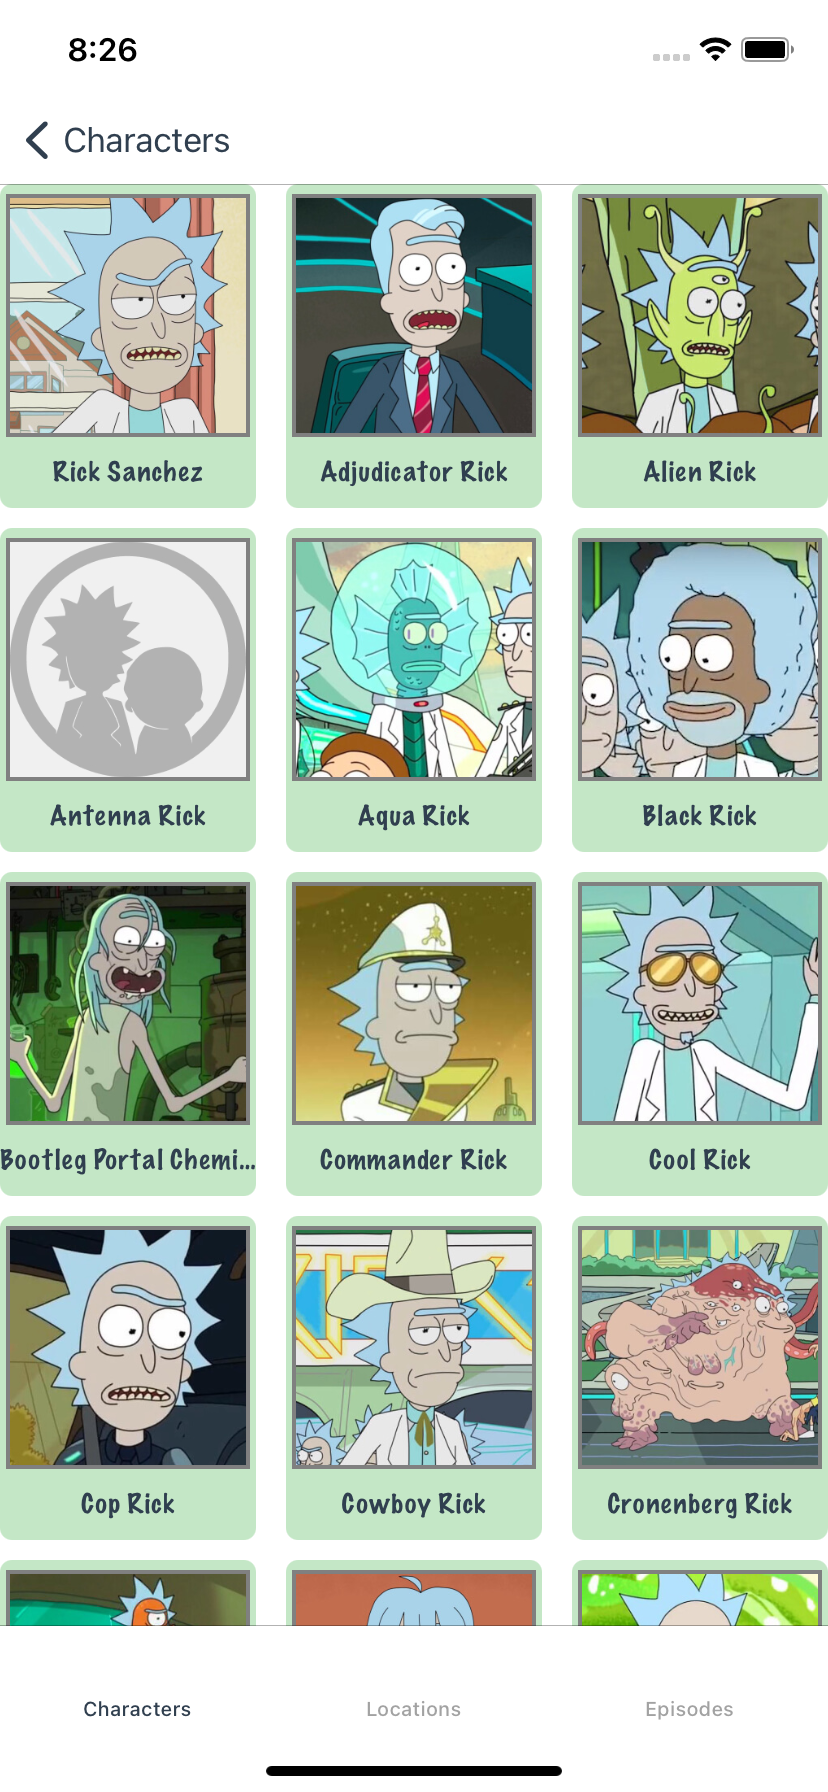 8:26
Characters
Rick Sanchez
Adjudicator Rick
Alien Rick
Antenna Rick
Aqua Rick
Black Rick
Bootleg Portal Chemi...
Commander Rick
Cool Rick
Cop Rick
Cowboy Rick
Cronenberg Rick
Characters
Locations
Episodes